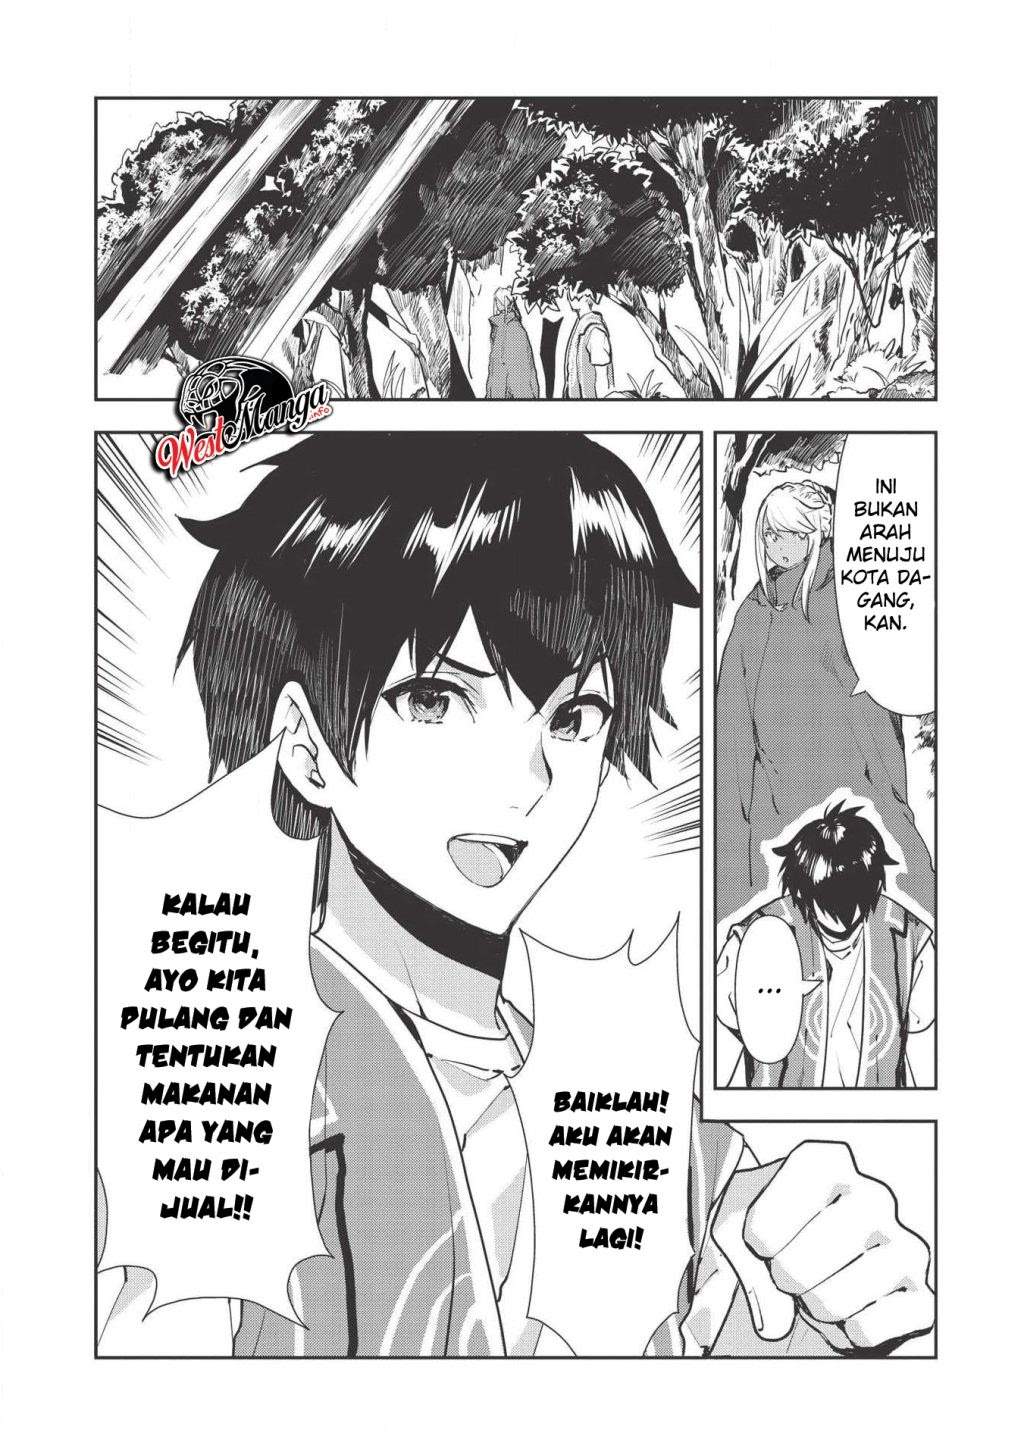 INI
BUKAN
ARAH
MENUJU
KOTA DA-
GANG,
KAN.
...
BAIKLAH!
AKU AKAN
MEMIKIR-
KANNYA
LAGI!
KALAU
BEGITU,
AYO KITA
PULANG DAN
TENTUKAN
MAKANAN
APA YANG
MAU DI-
JUAL!!
WestManga
.info